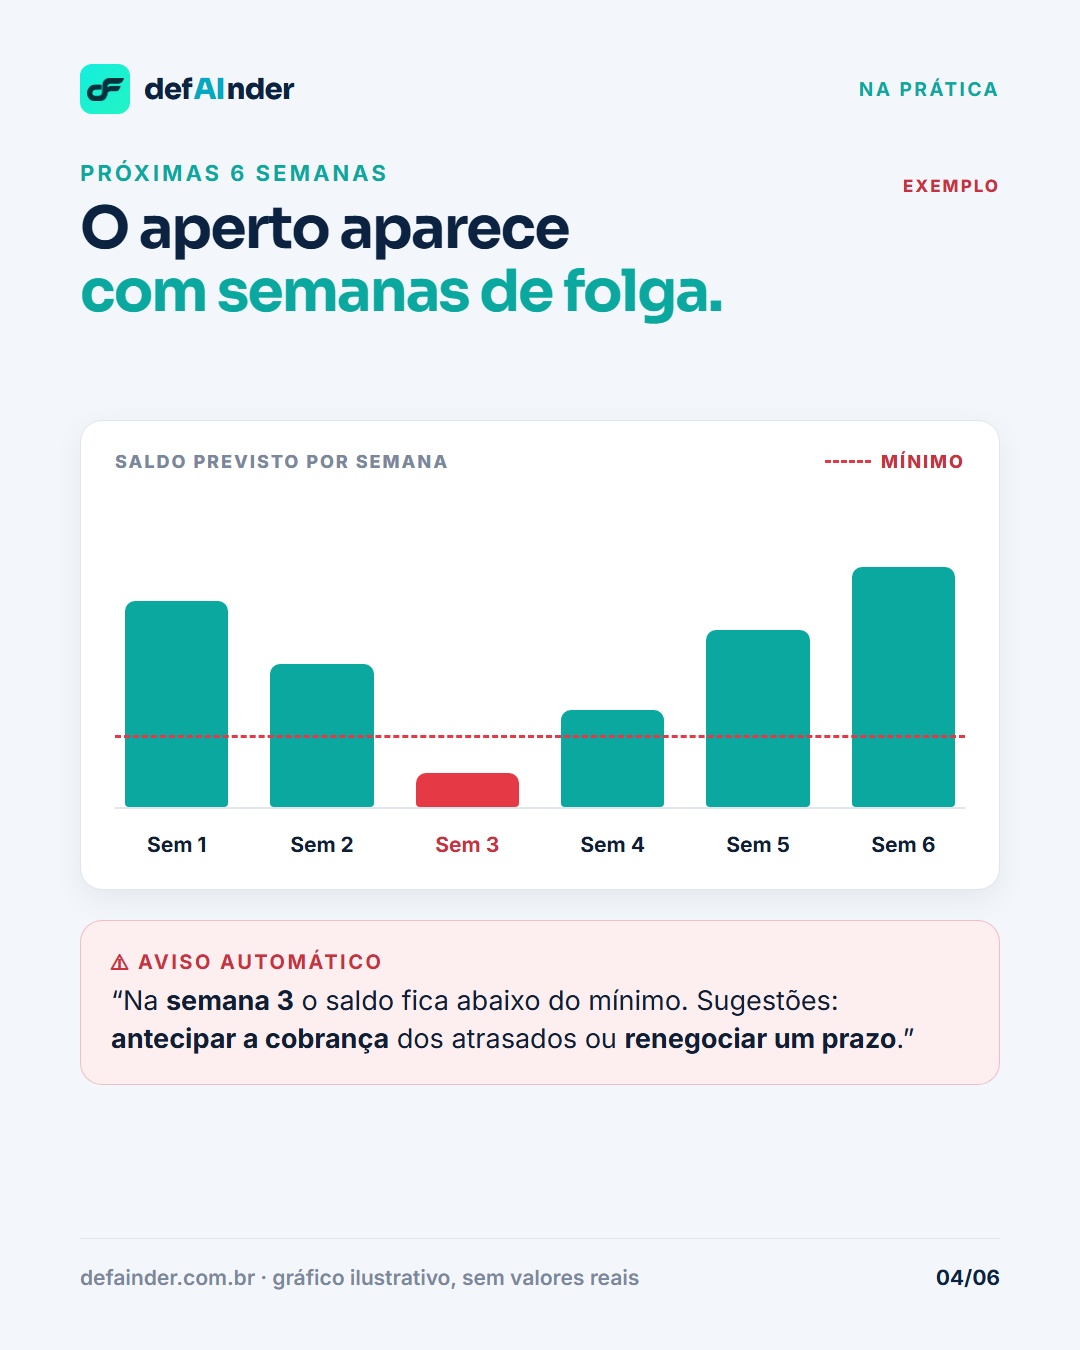 defAInder
NA PRÁTICA
PRÓXIMAS 6 SEMANAS
EXEMPLO
O aperto aparece
com semanas de folga.
SALDO PREVISTO POR SEMANA
MÍNIMO
Sem 1
Sem 2
Sem 3
Sem 4
Sem 5
Sem 6
⚠ AVISO AUTOMÁTICO
“Na semana 3 o saldo fica abaixo do mínimo. Sugestões:
antecipar a cobrança dos atrasados ou renegociar um prazo.”
defainder.com.br · gráfico ilustrativo, sem valores reais
04/06